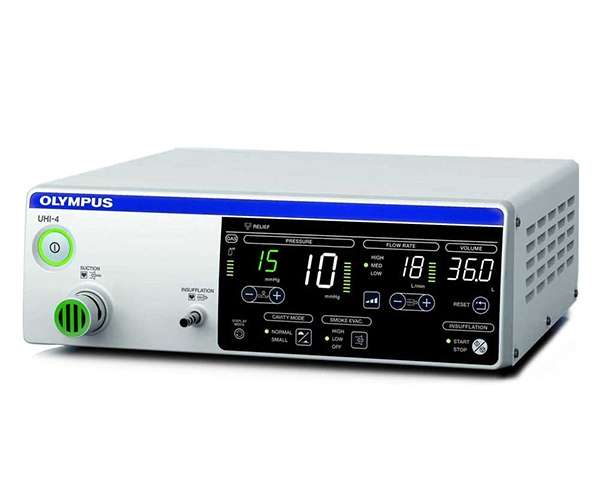 OLYMPUS
UHI-4
SUCTION
INSUFFLATION
RELIEF
GAS
PRESSURE
FLOW RATE
VOLUME
15
mmHg
10
mmHg
HIGH
MED
LOW
18
L/min
36.0
L
RESET
DISPLAY
MODE
CAVITY MODE
NORMAL
SMALL
SMOKE EVAC.
HIGH
LOW
OFF
INSUFFLATION
START
STOP